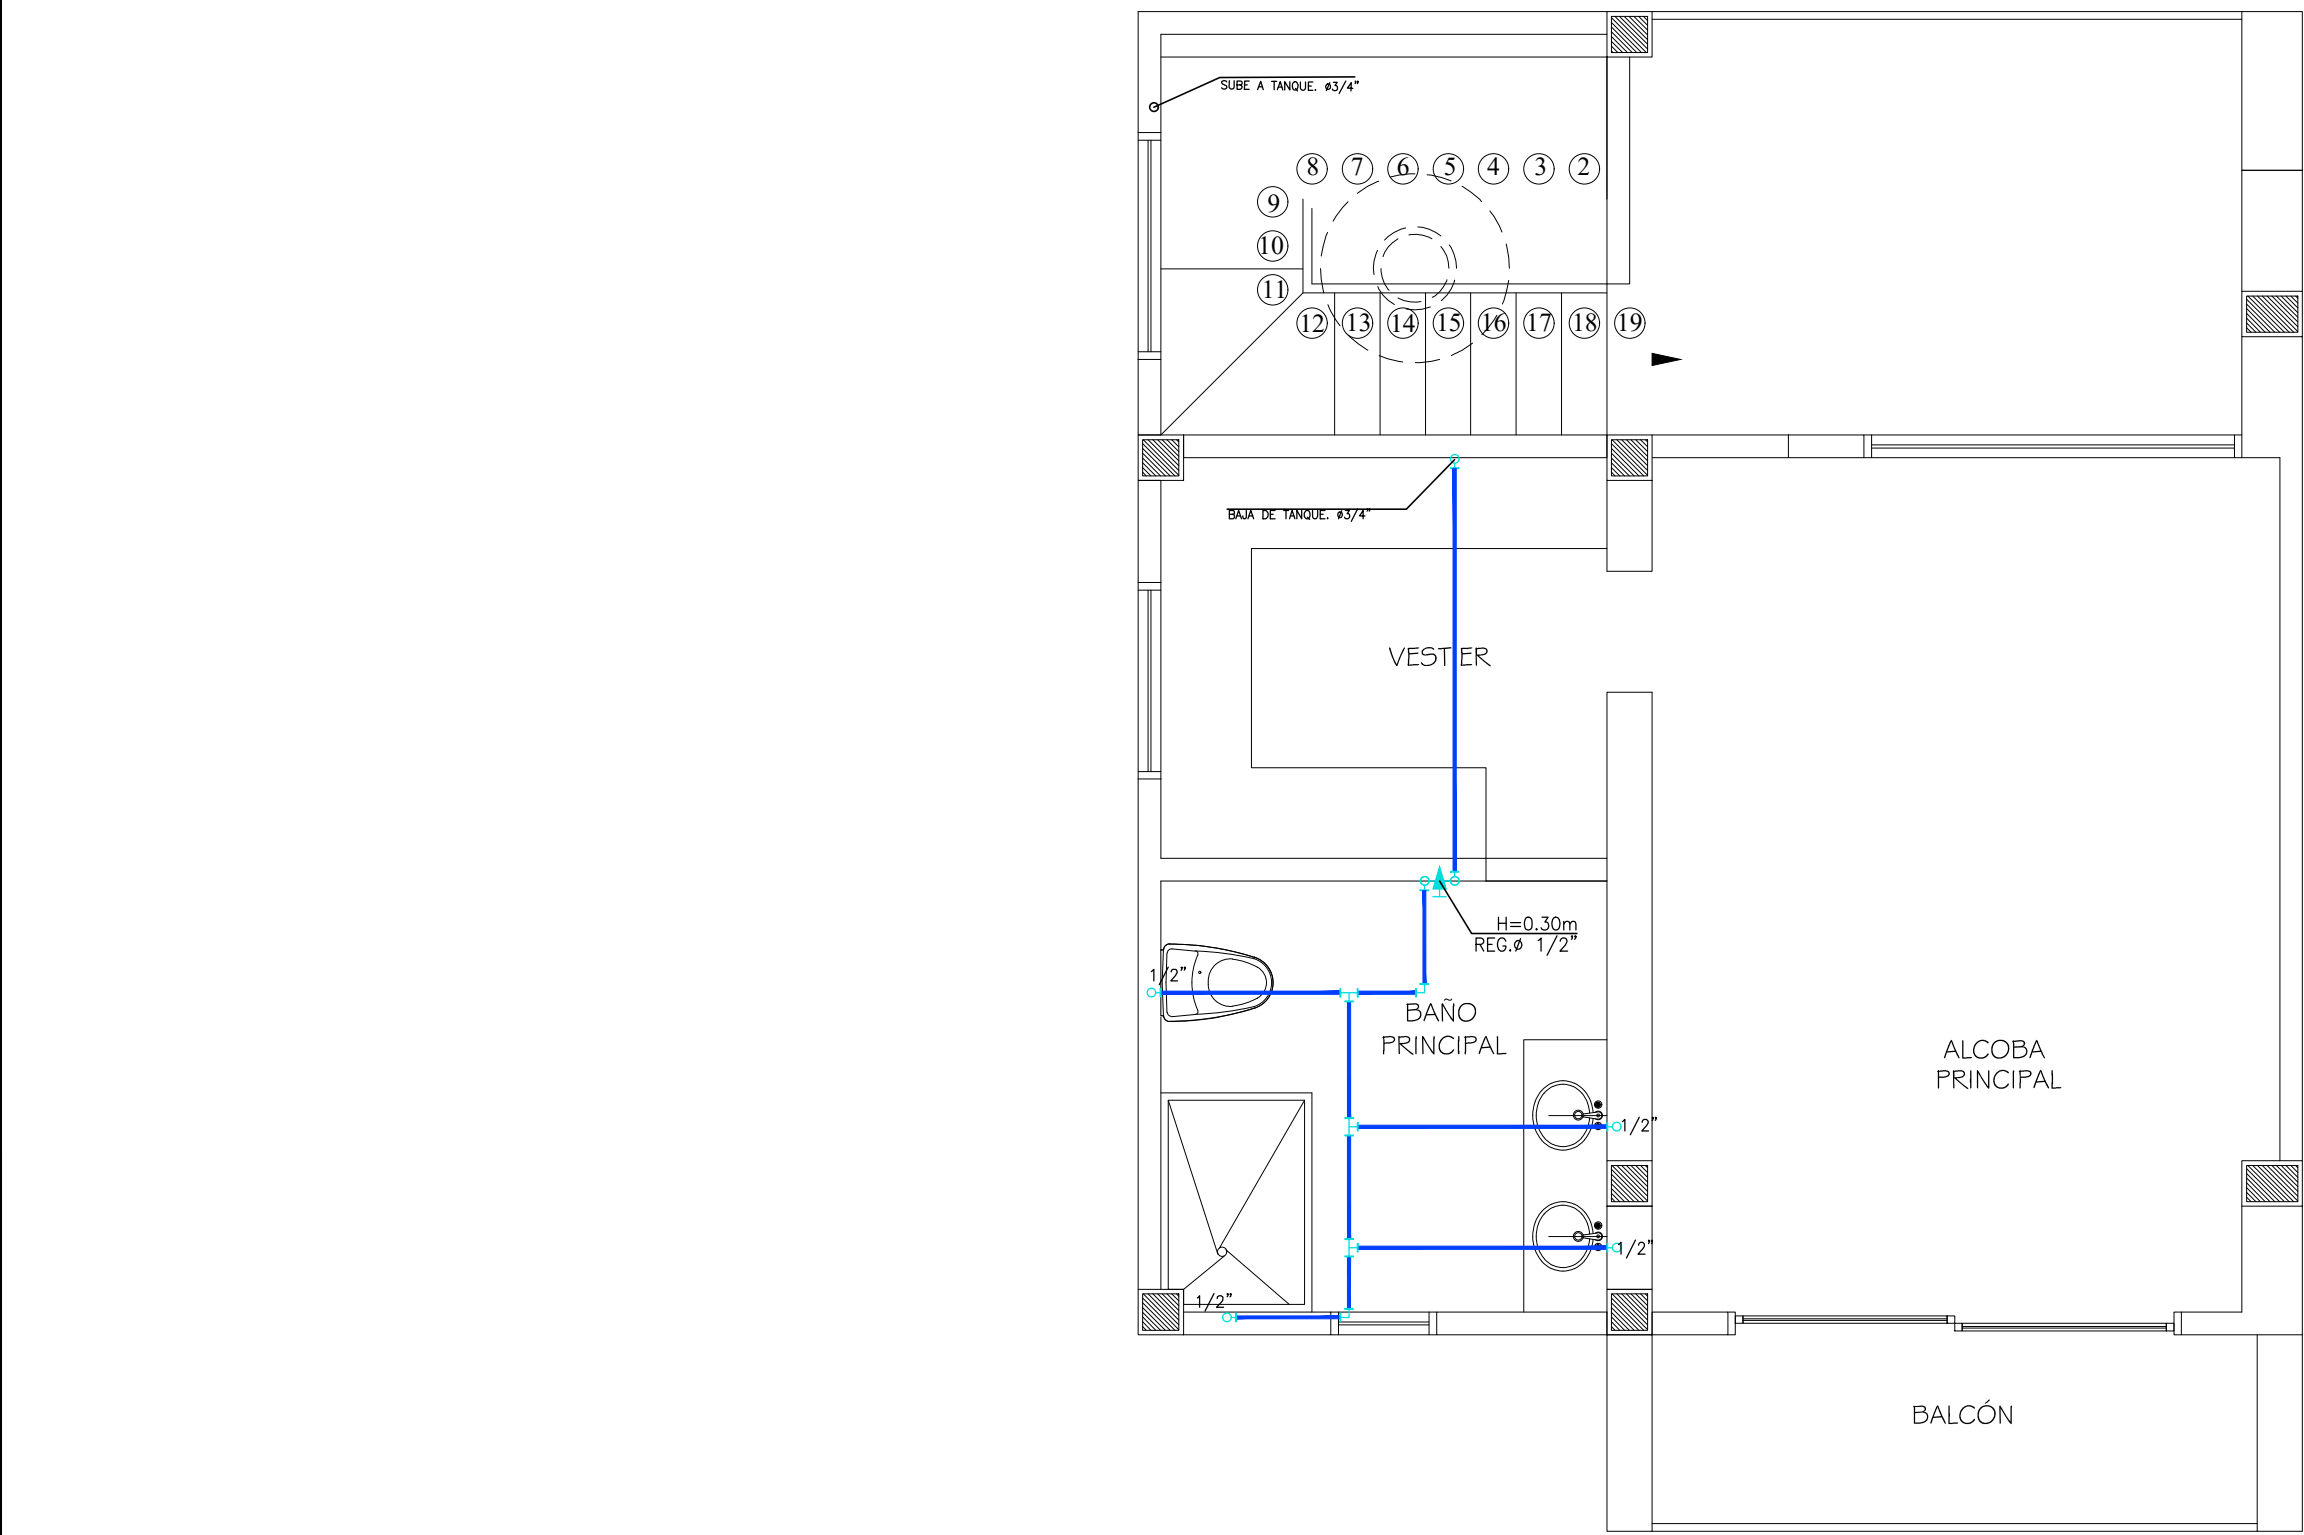 SUBE A TANQUE. ø3/4"
8 7 6 5 4 3 2
9
10
11
12 13 14 15 16 17 18 19
BAJA DE TANQUE. ø3/4"
VESTIER
H=0.30m
REG.ø 1/2"
1/2"
BAÑO
PRINCIPAL
ALCOBA
PRINCIPAL
1/2"
1/2"
1/2"
BALCÓN